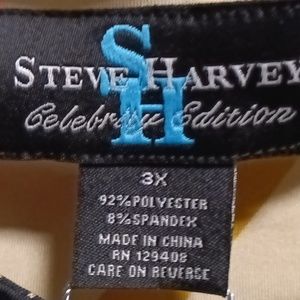 SH
STEVE HARVEY
Celebrity Edition
3X
92% POLYESTER
8% SPANDEX
MADE IN CHINA
RN 129408
CARE ON REVERSE